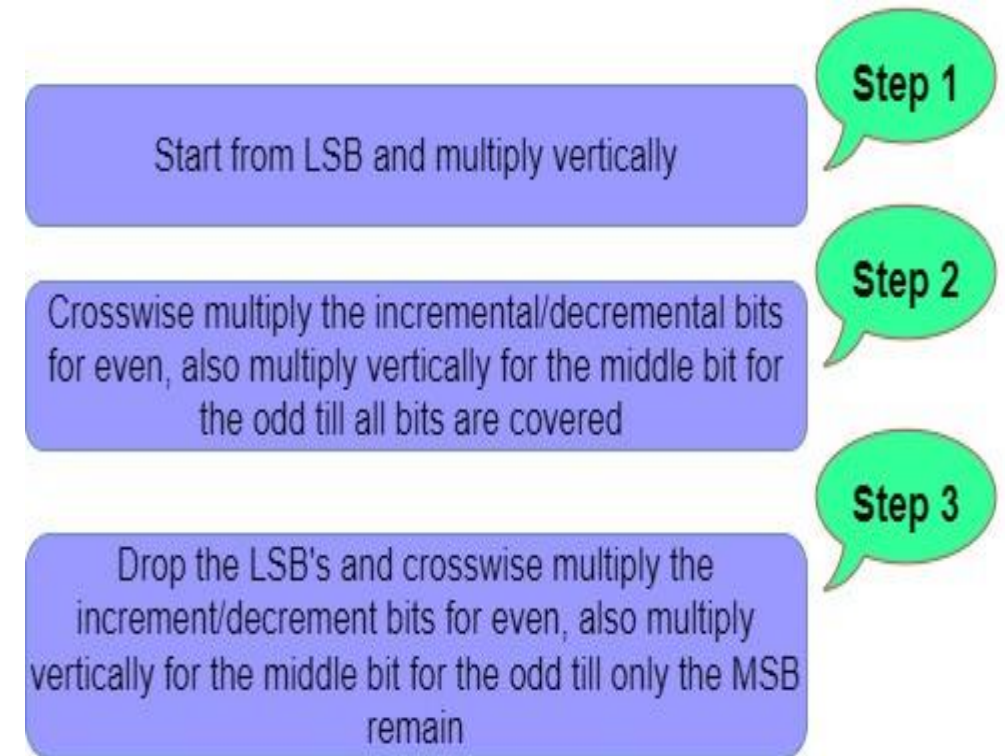 Step 1
Start from LSB and multiply vertically
Step 2
Crosswise multiply the incremental/decremental bits
for even, also multiply vertically for the middle bit for
the odd till all bits are covered
Step 3
Drop the LSB's and crosswise multiply the
increment/decrement bits for even, also multiply
vertically for the middle bit for the odd till only the MSB
remain